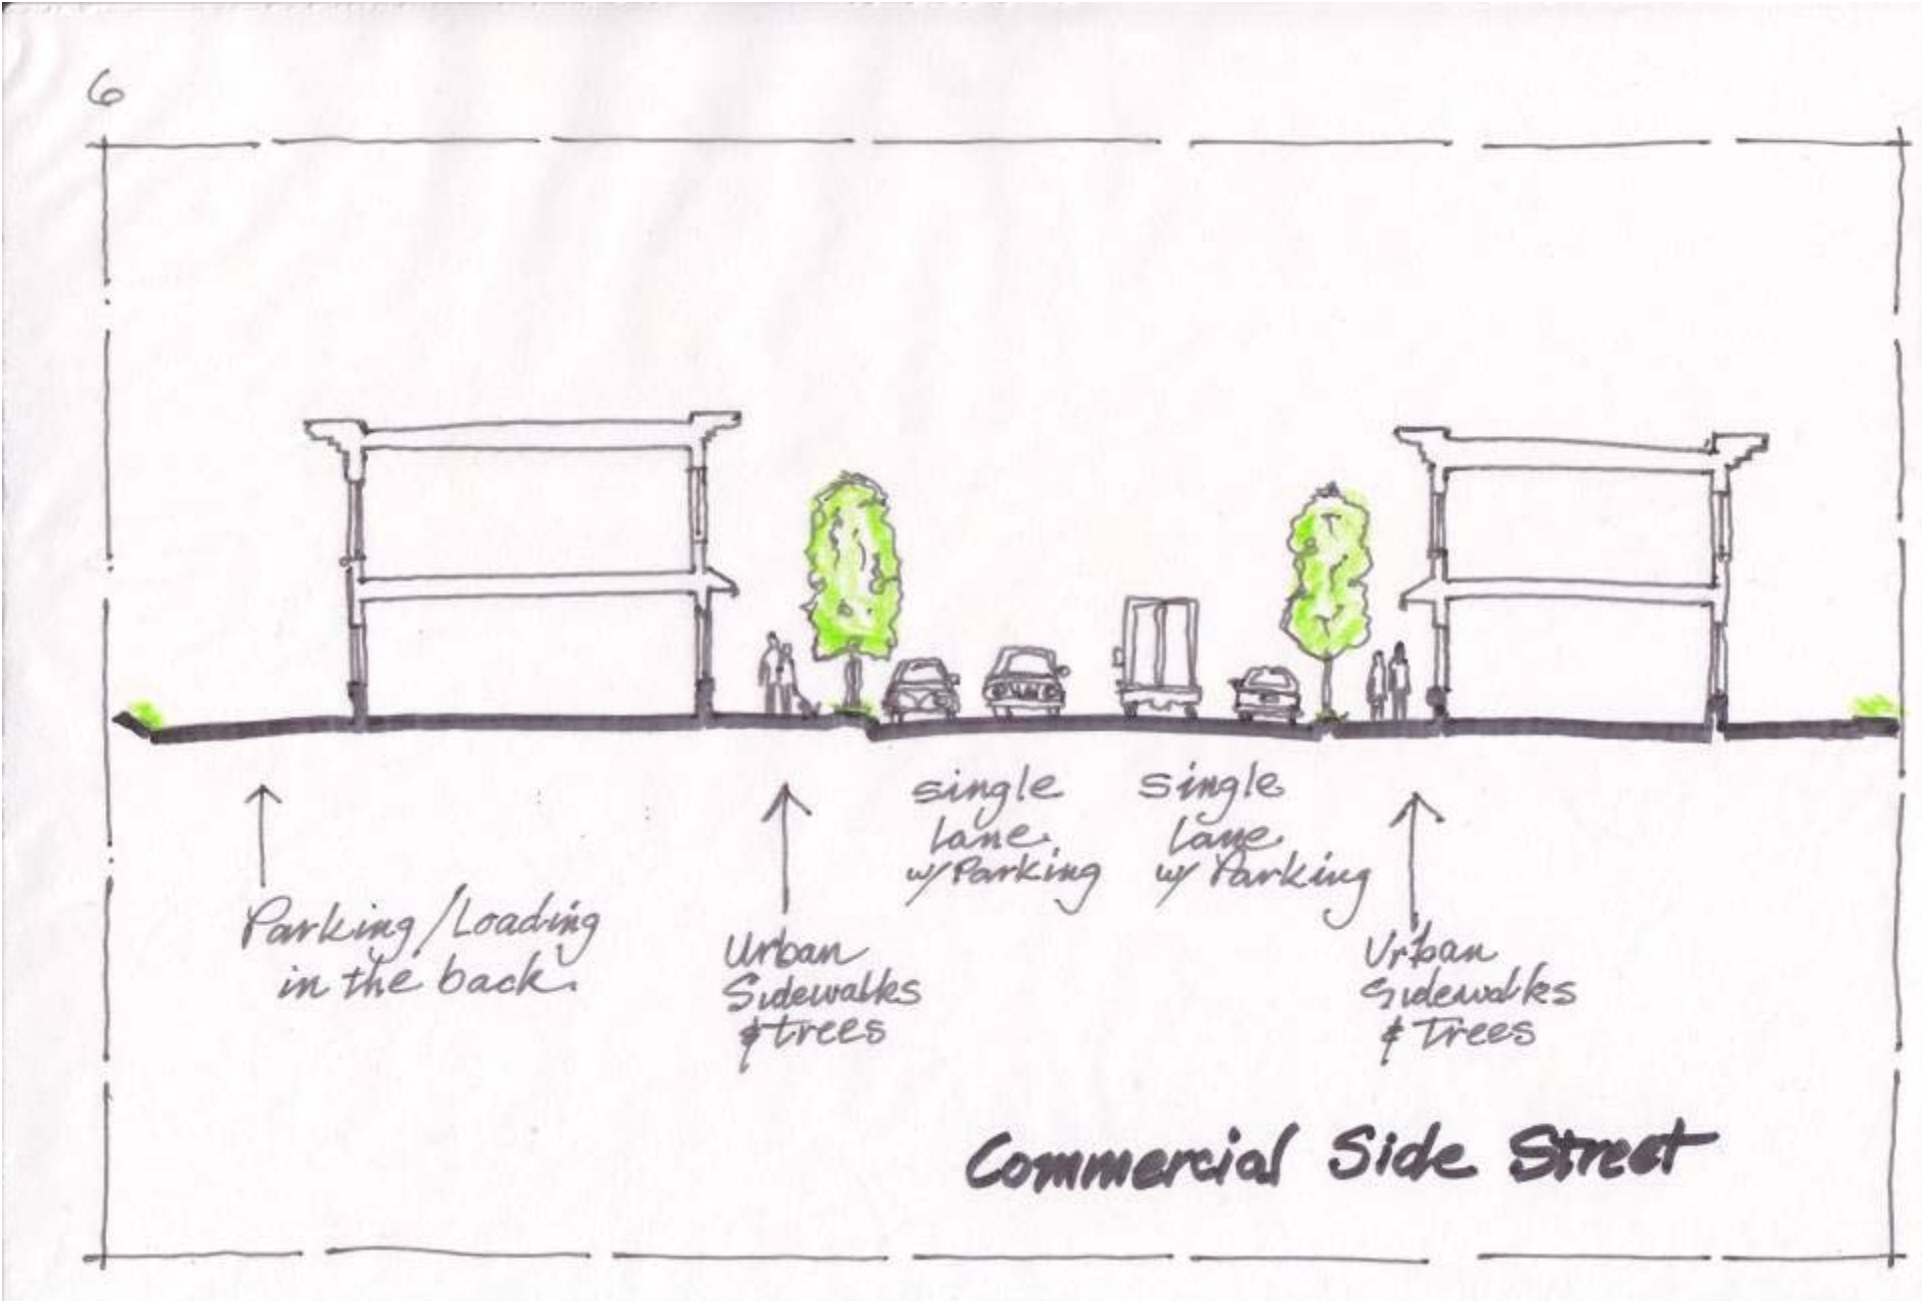 6
single
lane
w/ Parking
single
lane
w/ Parking
Parking/Loading
in the back.
Urban
Sidewalks
& trees
Urban
Sidewalks
& Trees
Commercial Side Street